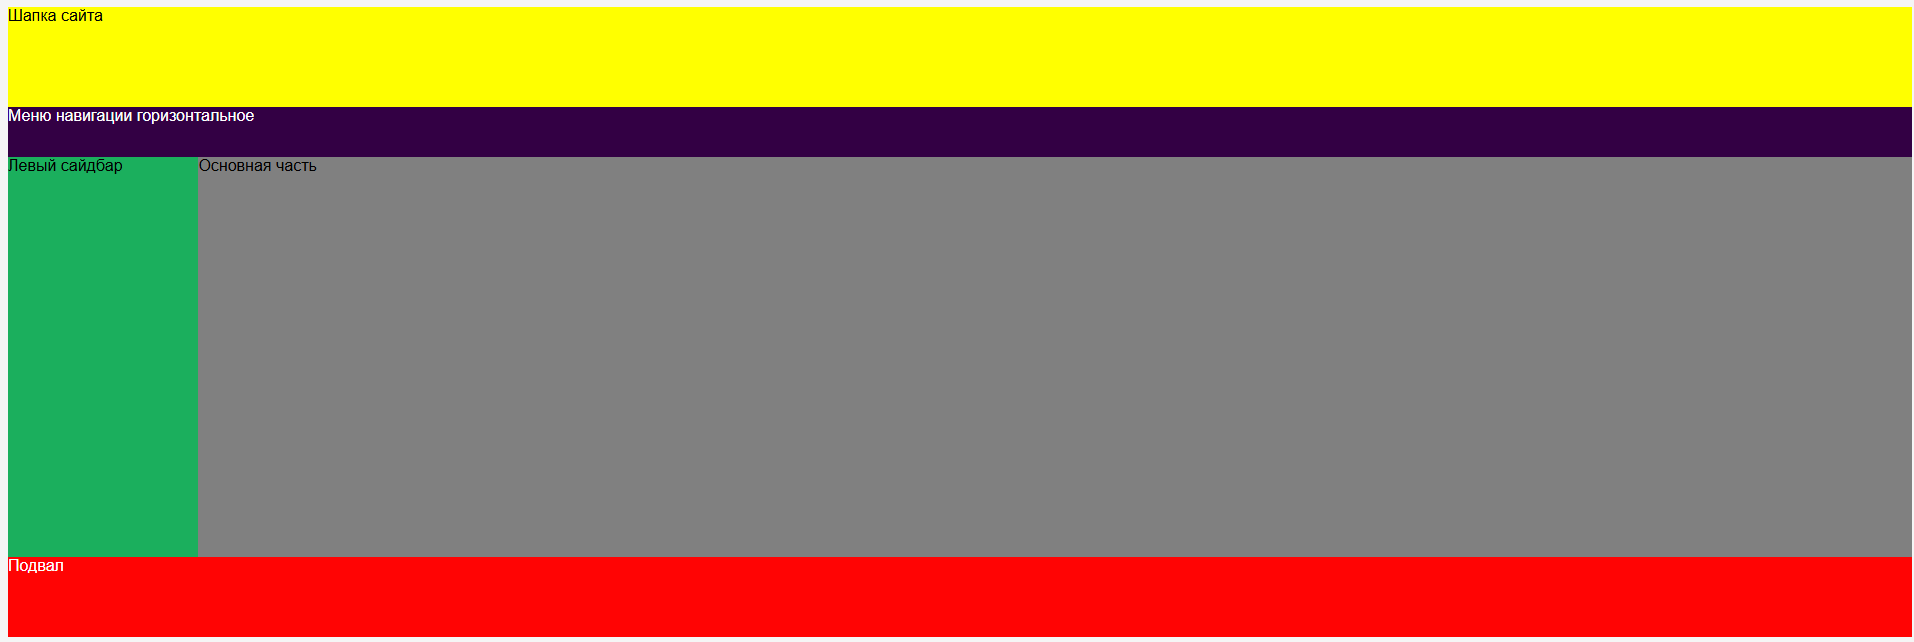 Шапка сайта
Меню навигации горизонтальное
Левый сайдбар
Основная часть
Подвал